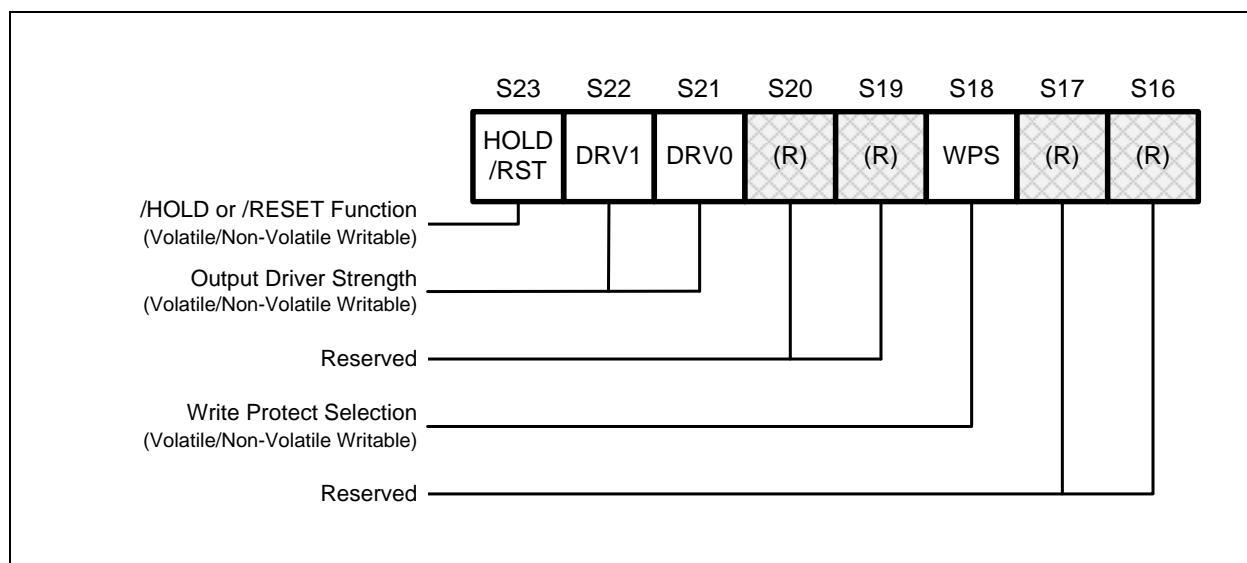 S23 S22 S21 S20 S19 S18 S17 S16
HOLD
/RST DRV1 DRV0 (R) (R) WPS (R) (R)
/HOLD or /RESET Function
(Volatile/Non-Volatile Writable)
Output Driver Strength
(Volatile/Non-Volatile Writable)
Reserved
Write Protect Selection
(Volatile/Non-Volatile Writable)
Reserved